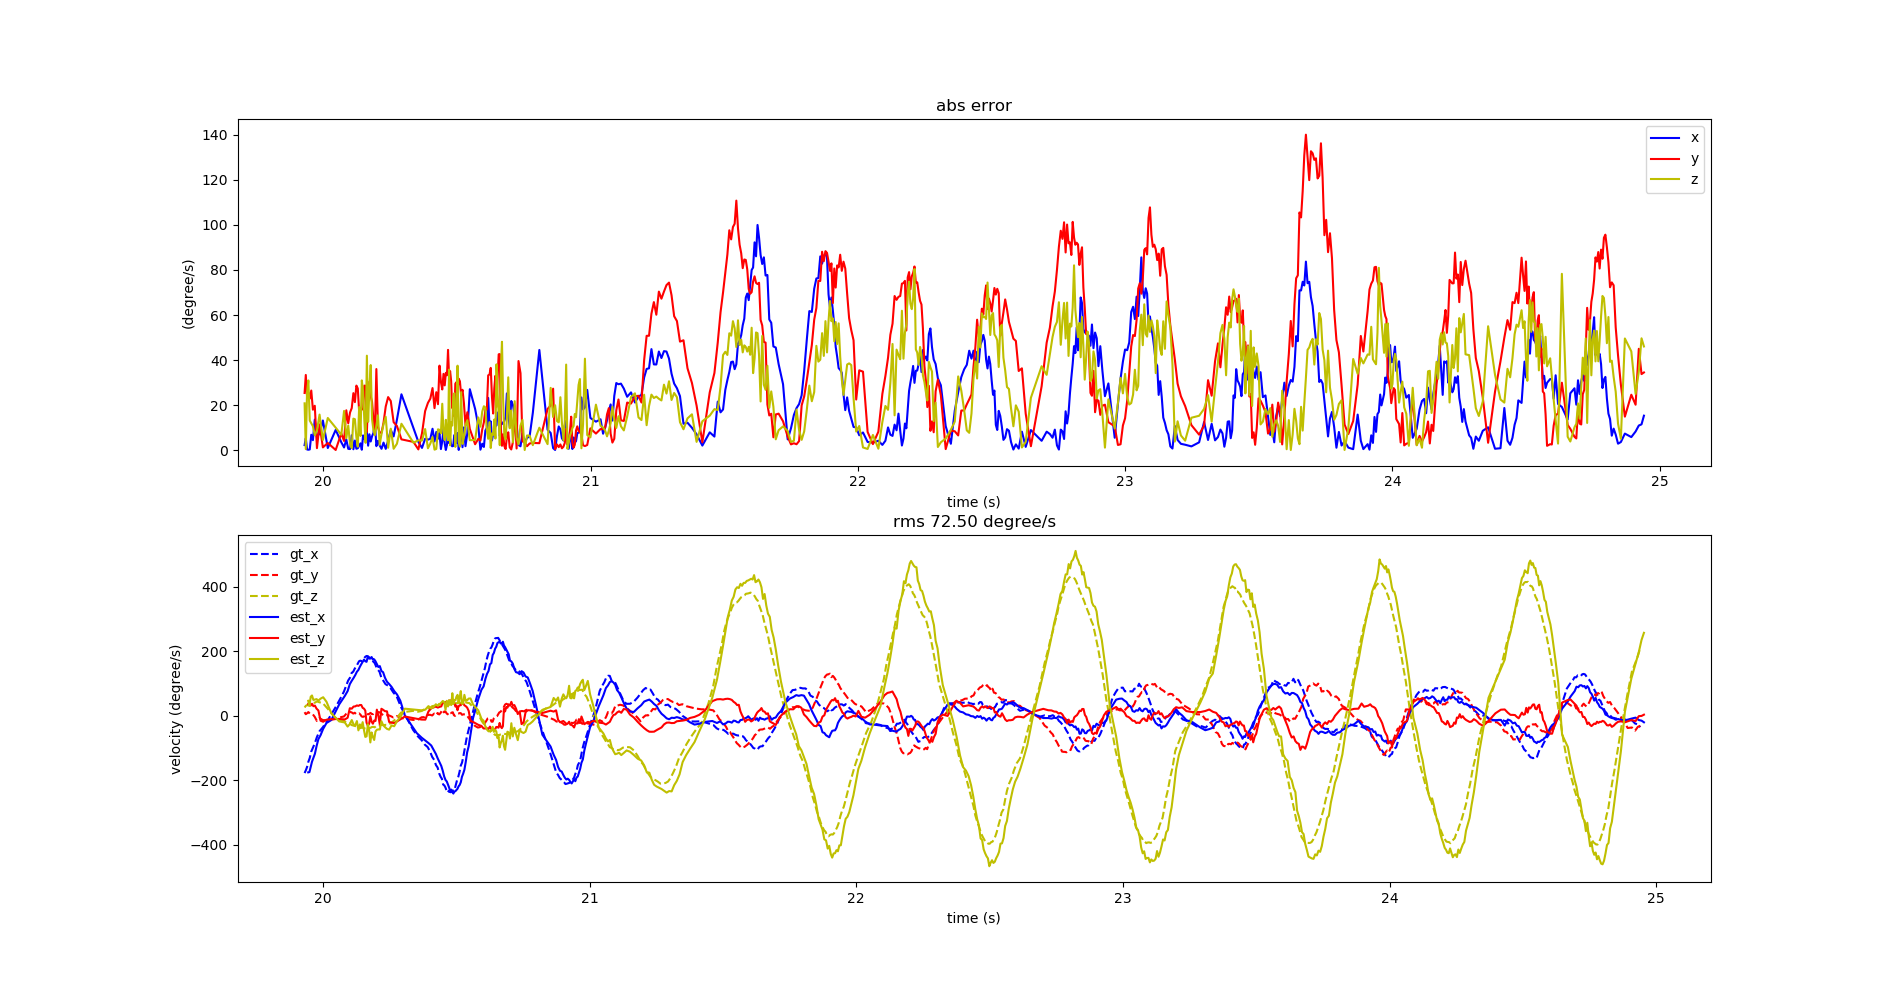 abs error
140
120
100
80
60
40
20
0
(degree/s)
x
y
z
20 21 22 23 24 25
time (s)
rms 72.50 degree/s
400
200
0
−200
−400
velocity (degree/s)
gt_x
gt_y
gt_z
est_x
est_y
est_z
20 21 22 23 24 25
time (s)